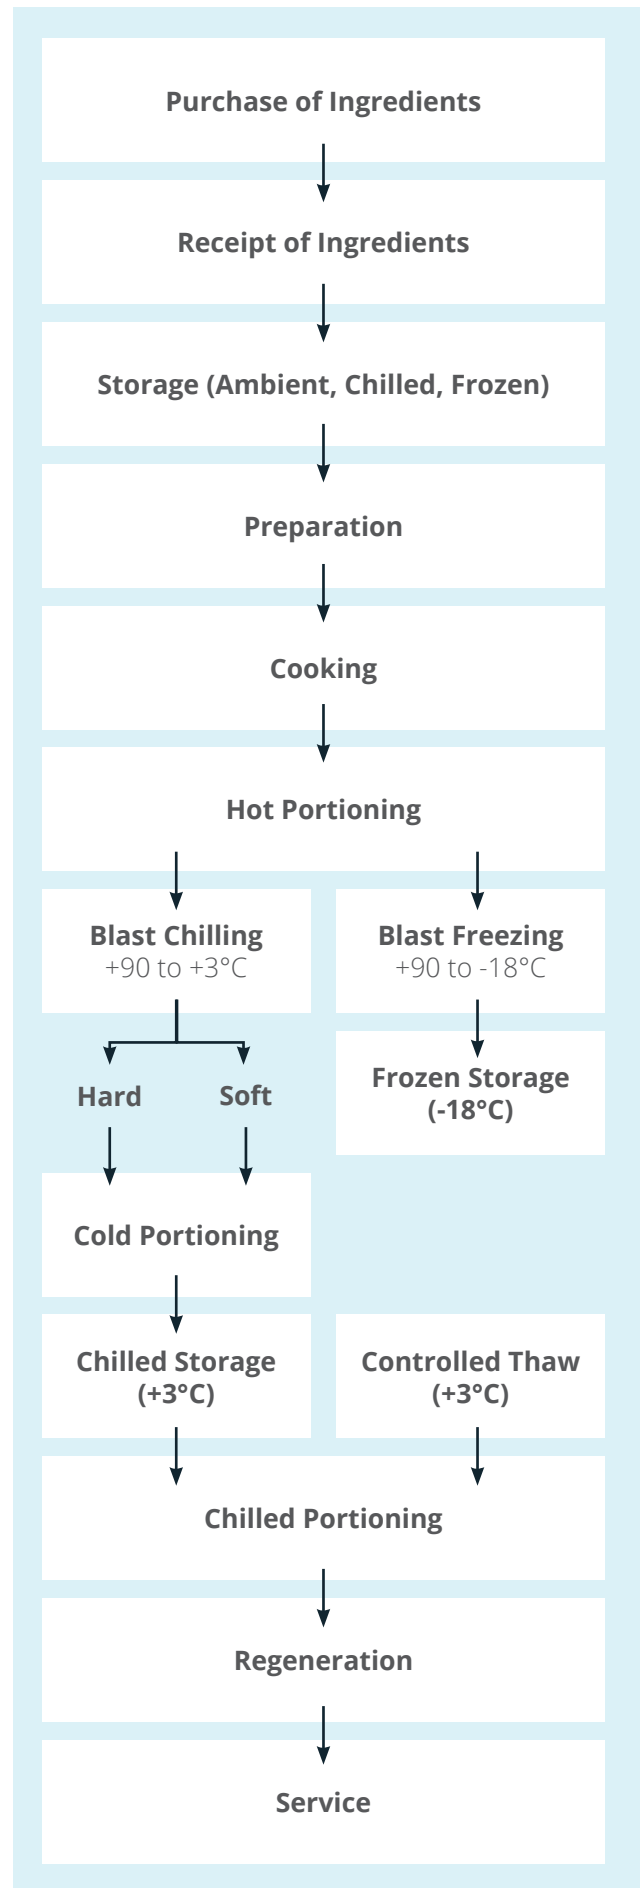 Purchase of Ingredients
Receipt of Ingredients
Storage (Ambient, Chilled, Frozen)
Preparation
Cooking
Hot Portioning
Blast Chilling
+90 to +3°C
Blast Freezing
+90 to -18°C
Hard
Soft
Frozen Storage
(-18°C)
Cold Portioning
Chilled Storage
(+3°C)
Controlled Thaw
(+3°C)
Chilled Portioning
Regeneration
Service